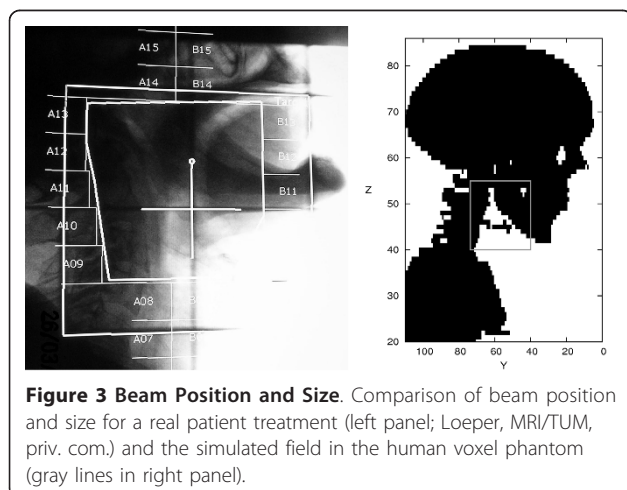 A15 B15
A14 B14
A13
A12
A11 B11
A10
A09
A08
A07
26/03/
80
70
60
50
40
30
20
Z
100 80 60 40 20 0
Y
Figure 3 Beam Position and Size. Comparison of beam position
and size for a real patient treatment (left panel; Loeper, MRI/TUM,
priv. com.) and the simulated field in the human voxel phantom
(gray lines in right panel).